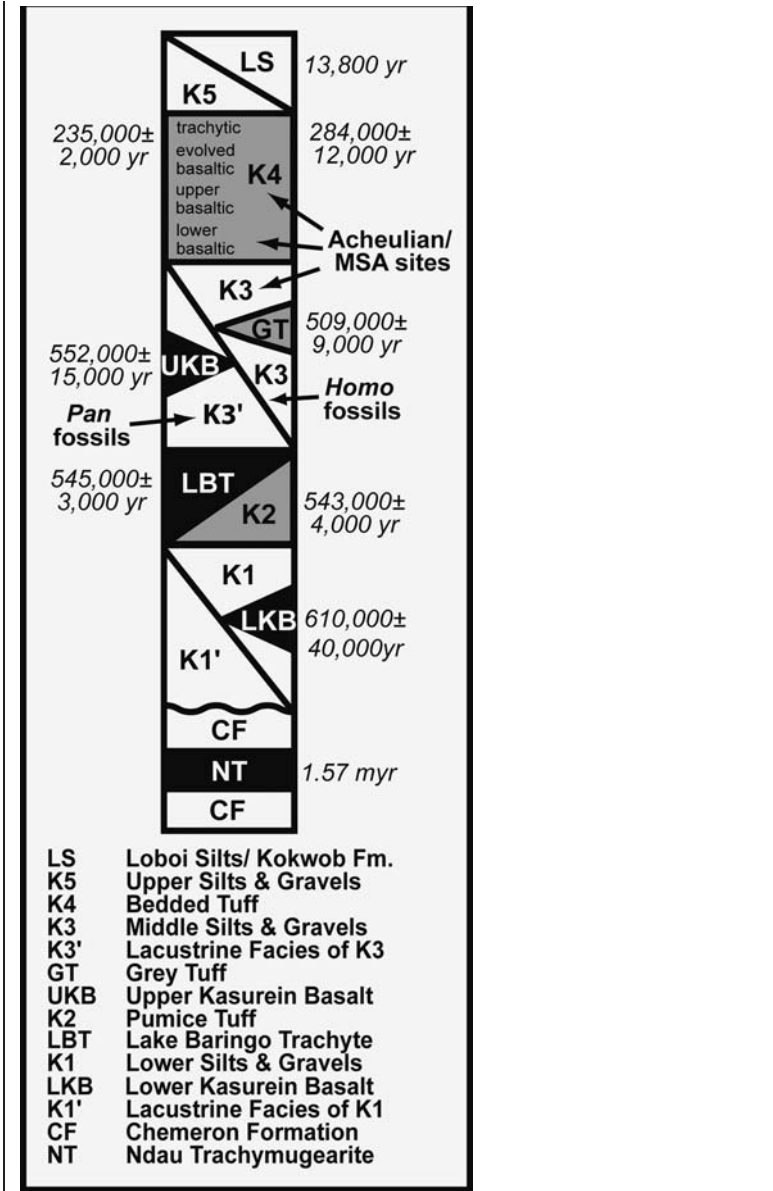 LS
13,800 yr
K5
235,000±
2,000 yr
trachytic
evolved
basaltic
K4
upper
basaltic
lower
basaltic
284,000±
12,000 yr
Acheulian/
MSA sites
K3
GT
509,000±
9,000 yr
552,000±
15,000 yr
UKB
K3
Homo
fossils
Pan
fossils
K3'
545,000±
3,000 yr
LBT
K2
543,000±
4,000 yr
K1
LKB
610,000±
40,000yr
K1'
CF
NT
1.57 myr
CF
LS Loboi Silts/ Kokwob Fm.
K5 Upper Silts & Gravels
K4 Bedded Tuff
K3 Middle Silts & Gravels
K3' Lacustrine Facies of K3
GT Grey Tuff
UKB Upper Kasurein Basalt
K2 Pumice Tuff
LBT Lake Baringo Trachyte
K1 Lower Silts & Gravels
LKB Lower Kasurein Basalt
K1' Lacustrine Facies of K1
CF Chemeron Formation
NT Ndau Trachymugearite